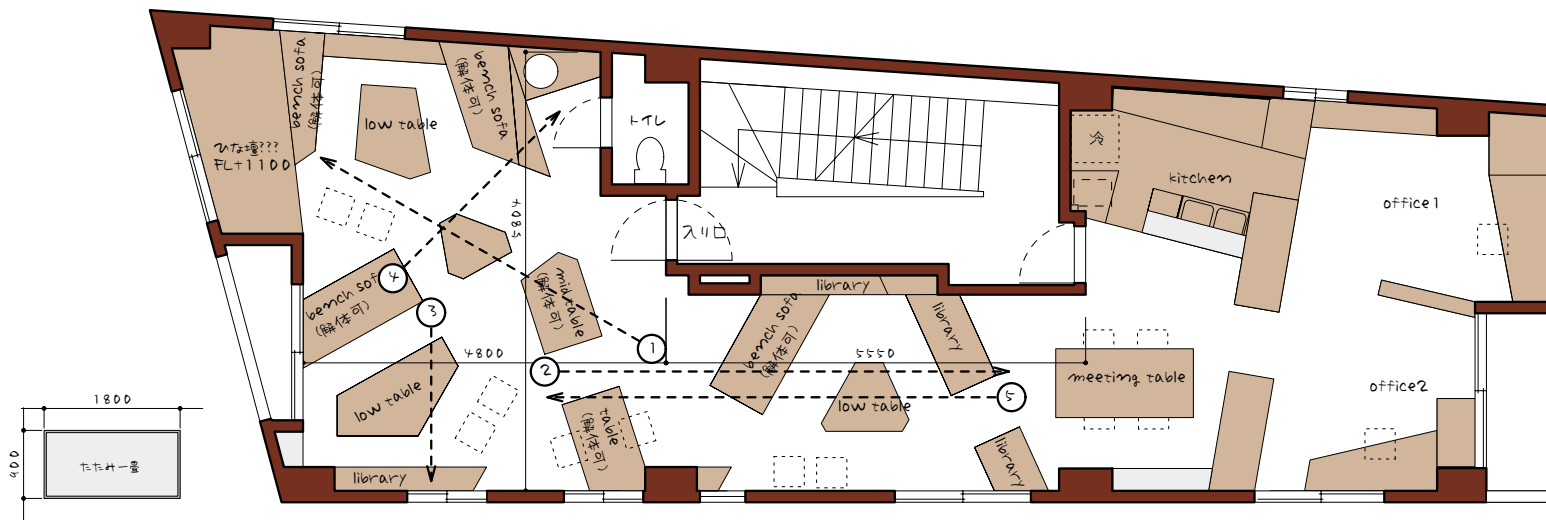 bench sofa
(解体可)
bench sofa
(解体可)
low table
ひな壇???
FL+1100
トイレ
冷
kitchen
office1
4085
入り口
4
bench sofa
(解体可)
mid table
(解体可)
library
bench sofa
(解体可)
library
3
1
4800
5550
2
5
meeting table
office2
low table
low table
table
(解体可)
library
library
1800
900
たたみ一畳